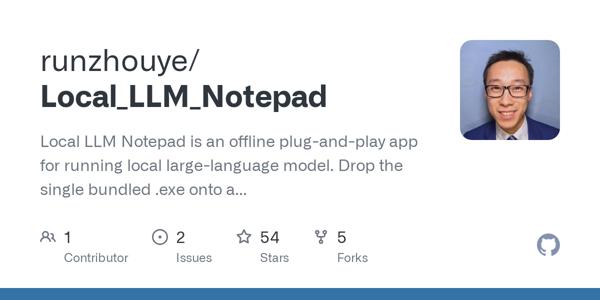 runzhouye/
Local_LLM_Notepad
Local LLM Notepad is an offline plug-and-play app
for running local large-language model. Drop the
single bundled .exe onto a...
1 2 54 5
Contributor Issues Stars Forks